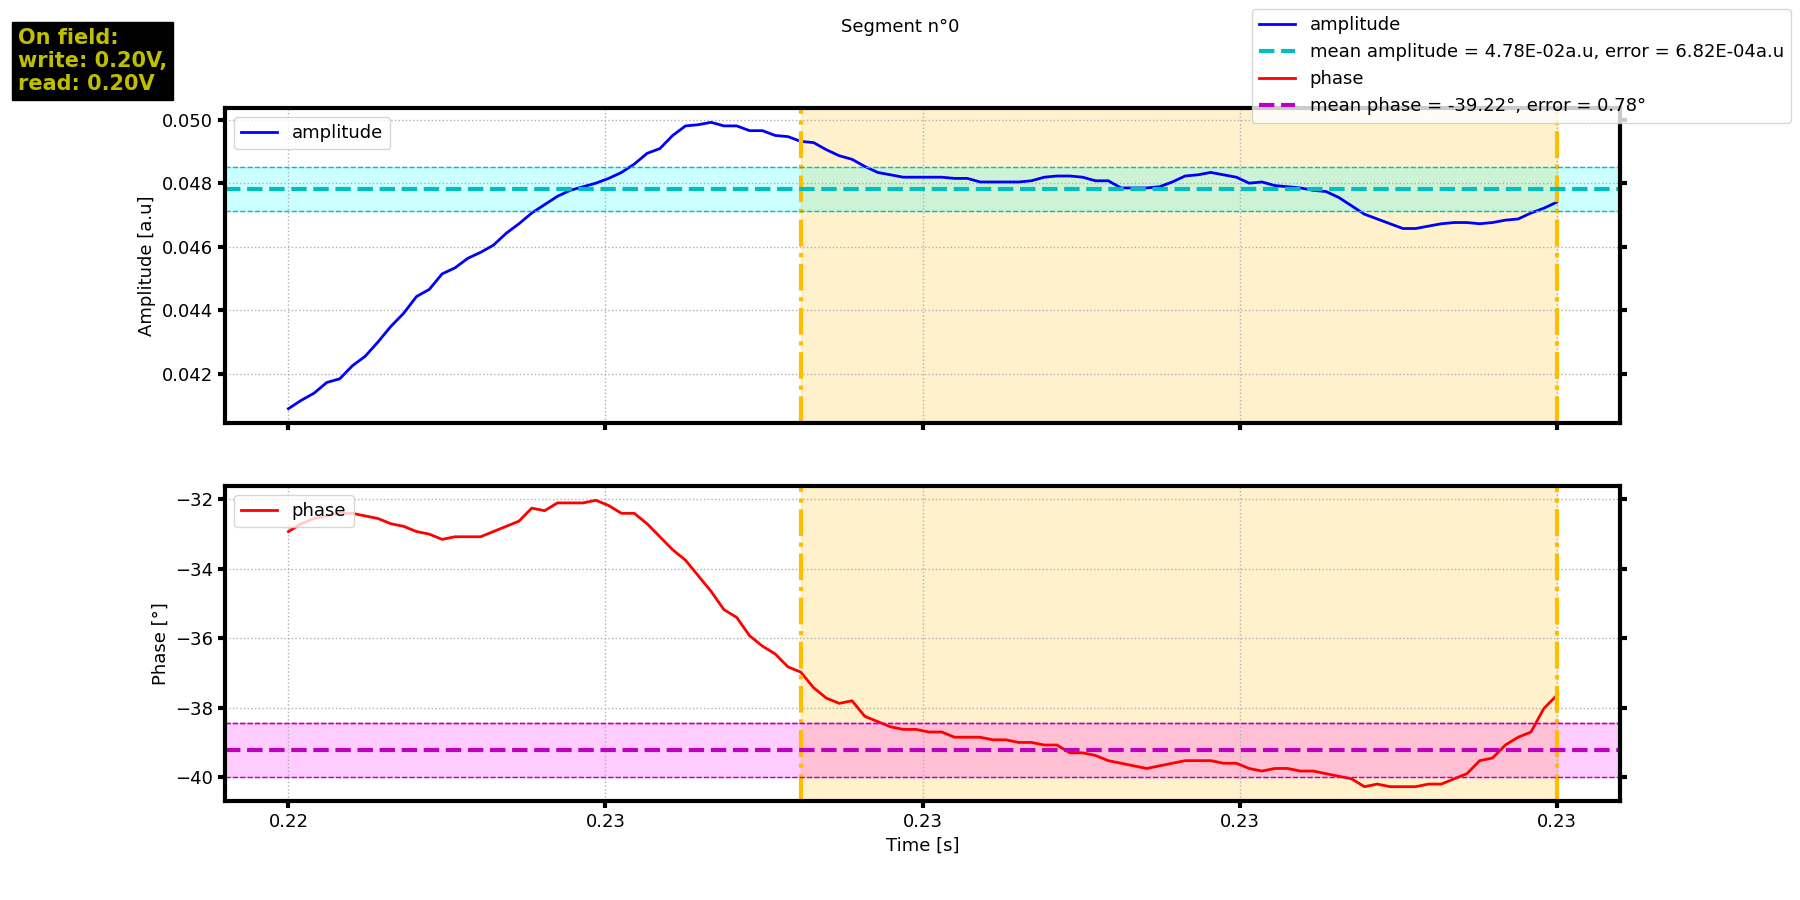 Segment n°0
On field:
write: 0.20V,
read: 0.20V
amplitude
mean amplitude = 4.78E-02a.u, error = 6.82E-04a.u
phase
mean phase = -39.22°, error = 0.78°
amplitude
0.050
0.048
0.046
0.044
0.042
Amplitude [a.u]
phase
−32
−34
−36
−38
−40
Phase [°]
0.22 0.23 0.23 0.23 0.23
Time [s]